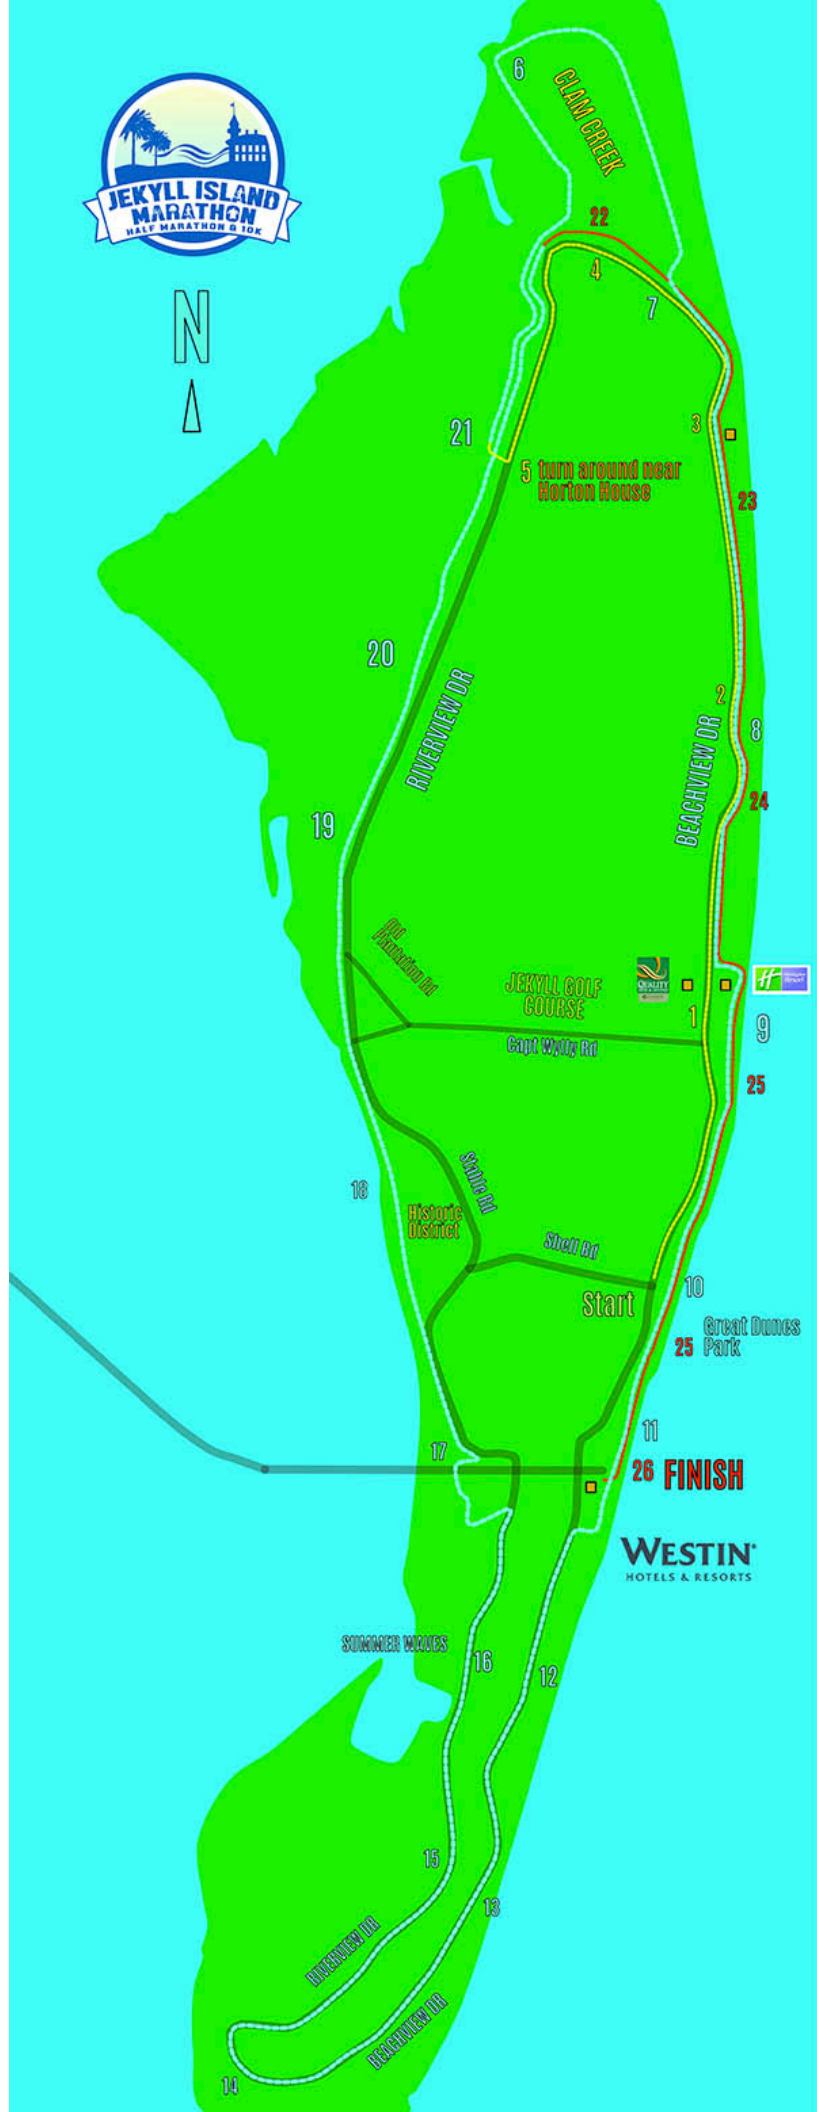 6
CLAM CREEK
JEKYLL ISLAND
MARATHON
HALF MARATHON & 10K
22
4
7
N
3
21
5 turn around near
Horton House
23
20
RIVERVIEW DR
2
BEACHVIEW DR
8
24
19
Old
Plantation Rd
JEKYLL GOLF
COURSE
QUALITY
H
1
9
Capt Wylly Rd
25
18
Stable Rd
Historic
District
Shell Rd
10
Start
25
Great Dunes
Park
11
17
26 FINISH
WESTIN
HOTELS & RESORTS
SUMMER WAVES
16
12
15
13
RIVERVIEW DR
BEACHVIEW DR
14